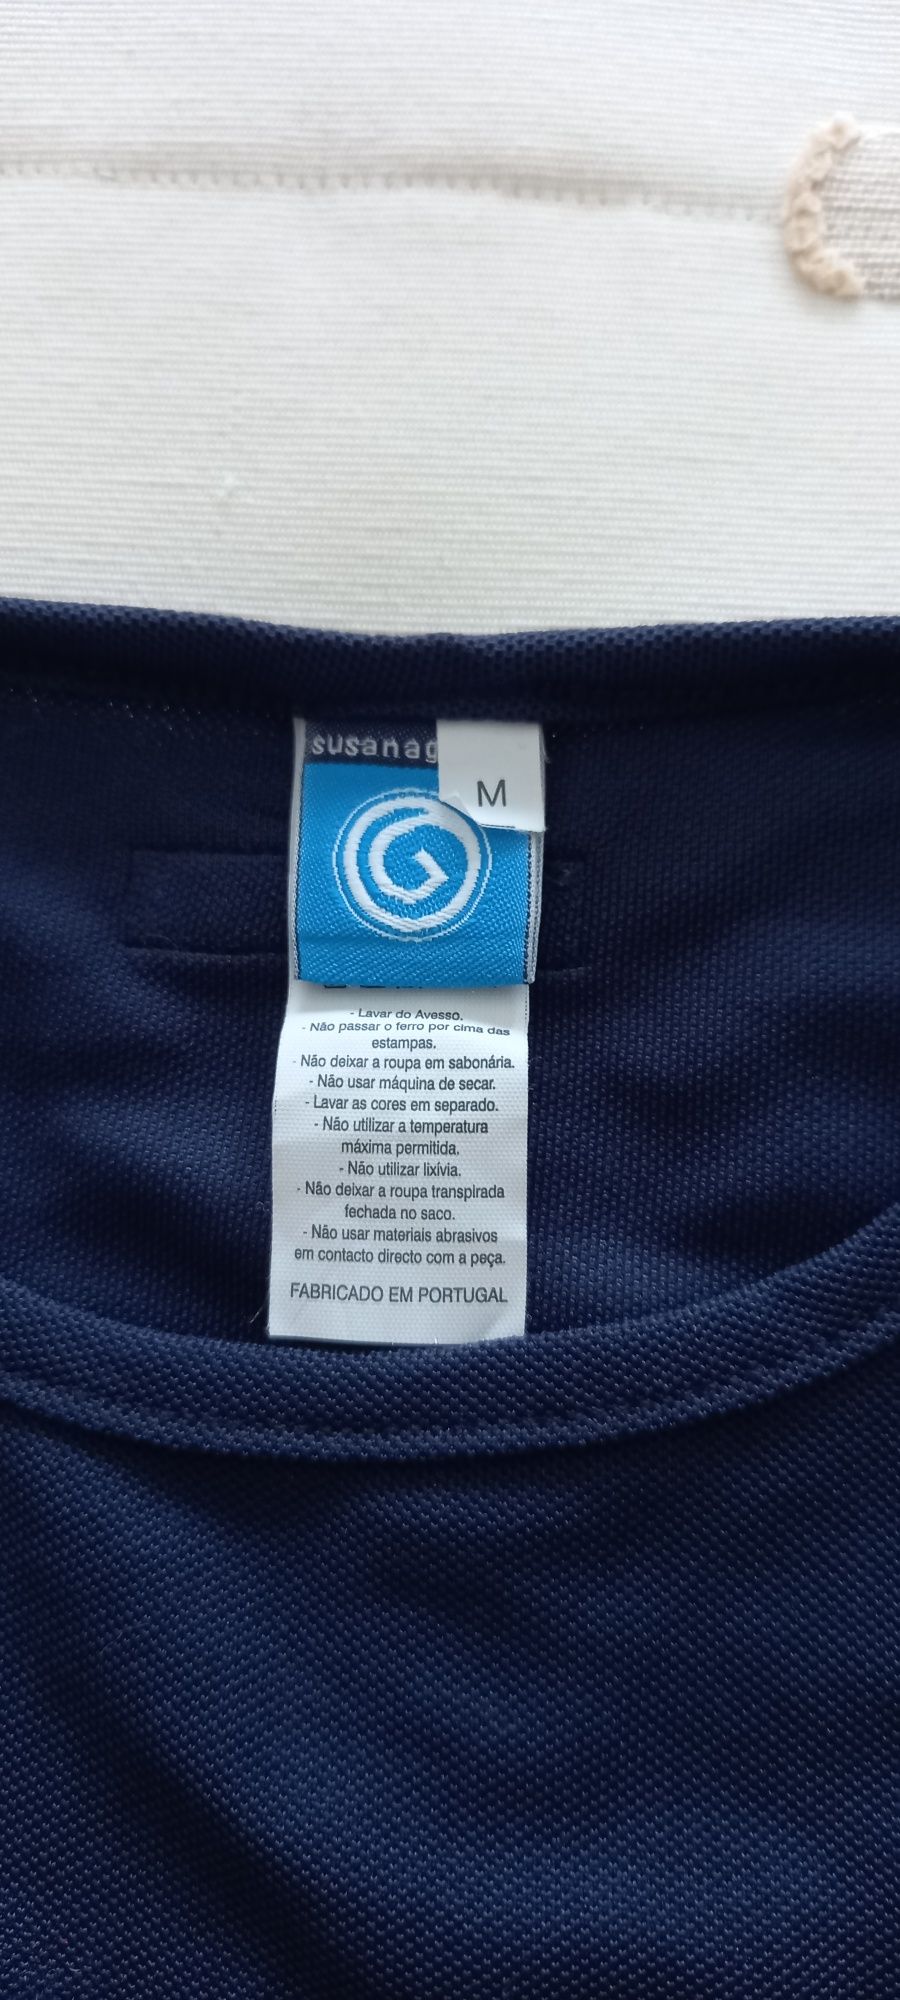 susanag
M
- Lavar do Avesso.
- Não passar o ferro por cima das
estampas.
- Não deixar a roupa em sabonária.
- Não usar máquina de secar.
- Lavar as cores em separado.
- Não utilizar a temperatura
máxima permitida.
- Não utilizar lixívia.
- Não deixar a roupa transpirada
fechada no saco.
- Não usar materiais abrasivos
em contacto directo com a peça.
FABRICADO EM PORTUGAL